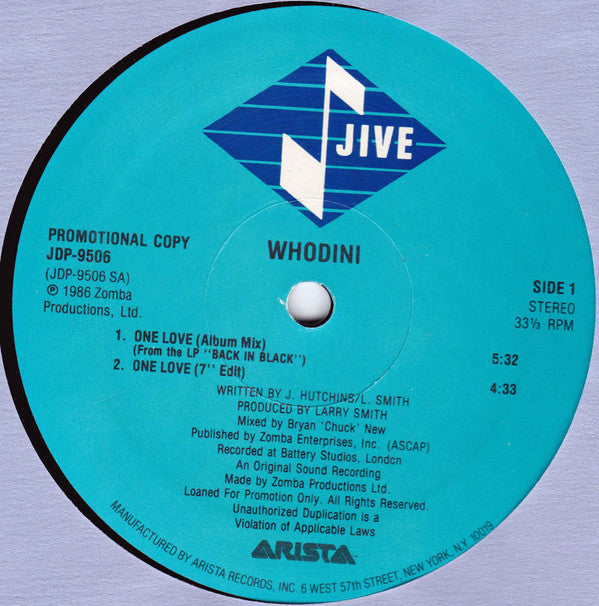 JIVE
WHODINI
PROMOTIONAL COPY
JDP-9506
(JDP-9506 SA)
℗ 1986 Zomba
Productions, Ltd.
SIDE 1
STEREO
33⅓ RPM
1. ONE LOVE (Album Mix) 5:32
(From the LP "BACK IN BLACK")
2. ONE LOVE (7" Edit) 4:33
WRITTEN BY J. HUTCHINS/L. SMITH
PRODUCED BY LARRY SMITH
Mixed by Bryan 'Chuck' New
Published by Zomba Enterprises, Inc. (ASCAP)
Recorded at Battery Studios, London
An Original Sound Recording
Made by Zomba Productions Ltd.
Loaned For Promotion Only. All Rights Reserved.
Unauthorized Duplication is a
Violation of Applicable Laws
ARISTA
MANUFACTURED BY ARISTA RECORDS, INC. 6 WEST 57th STREET, NEW YORK, N.Y. 10019